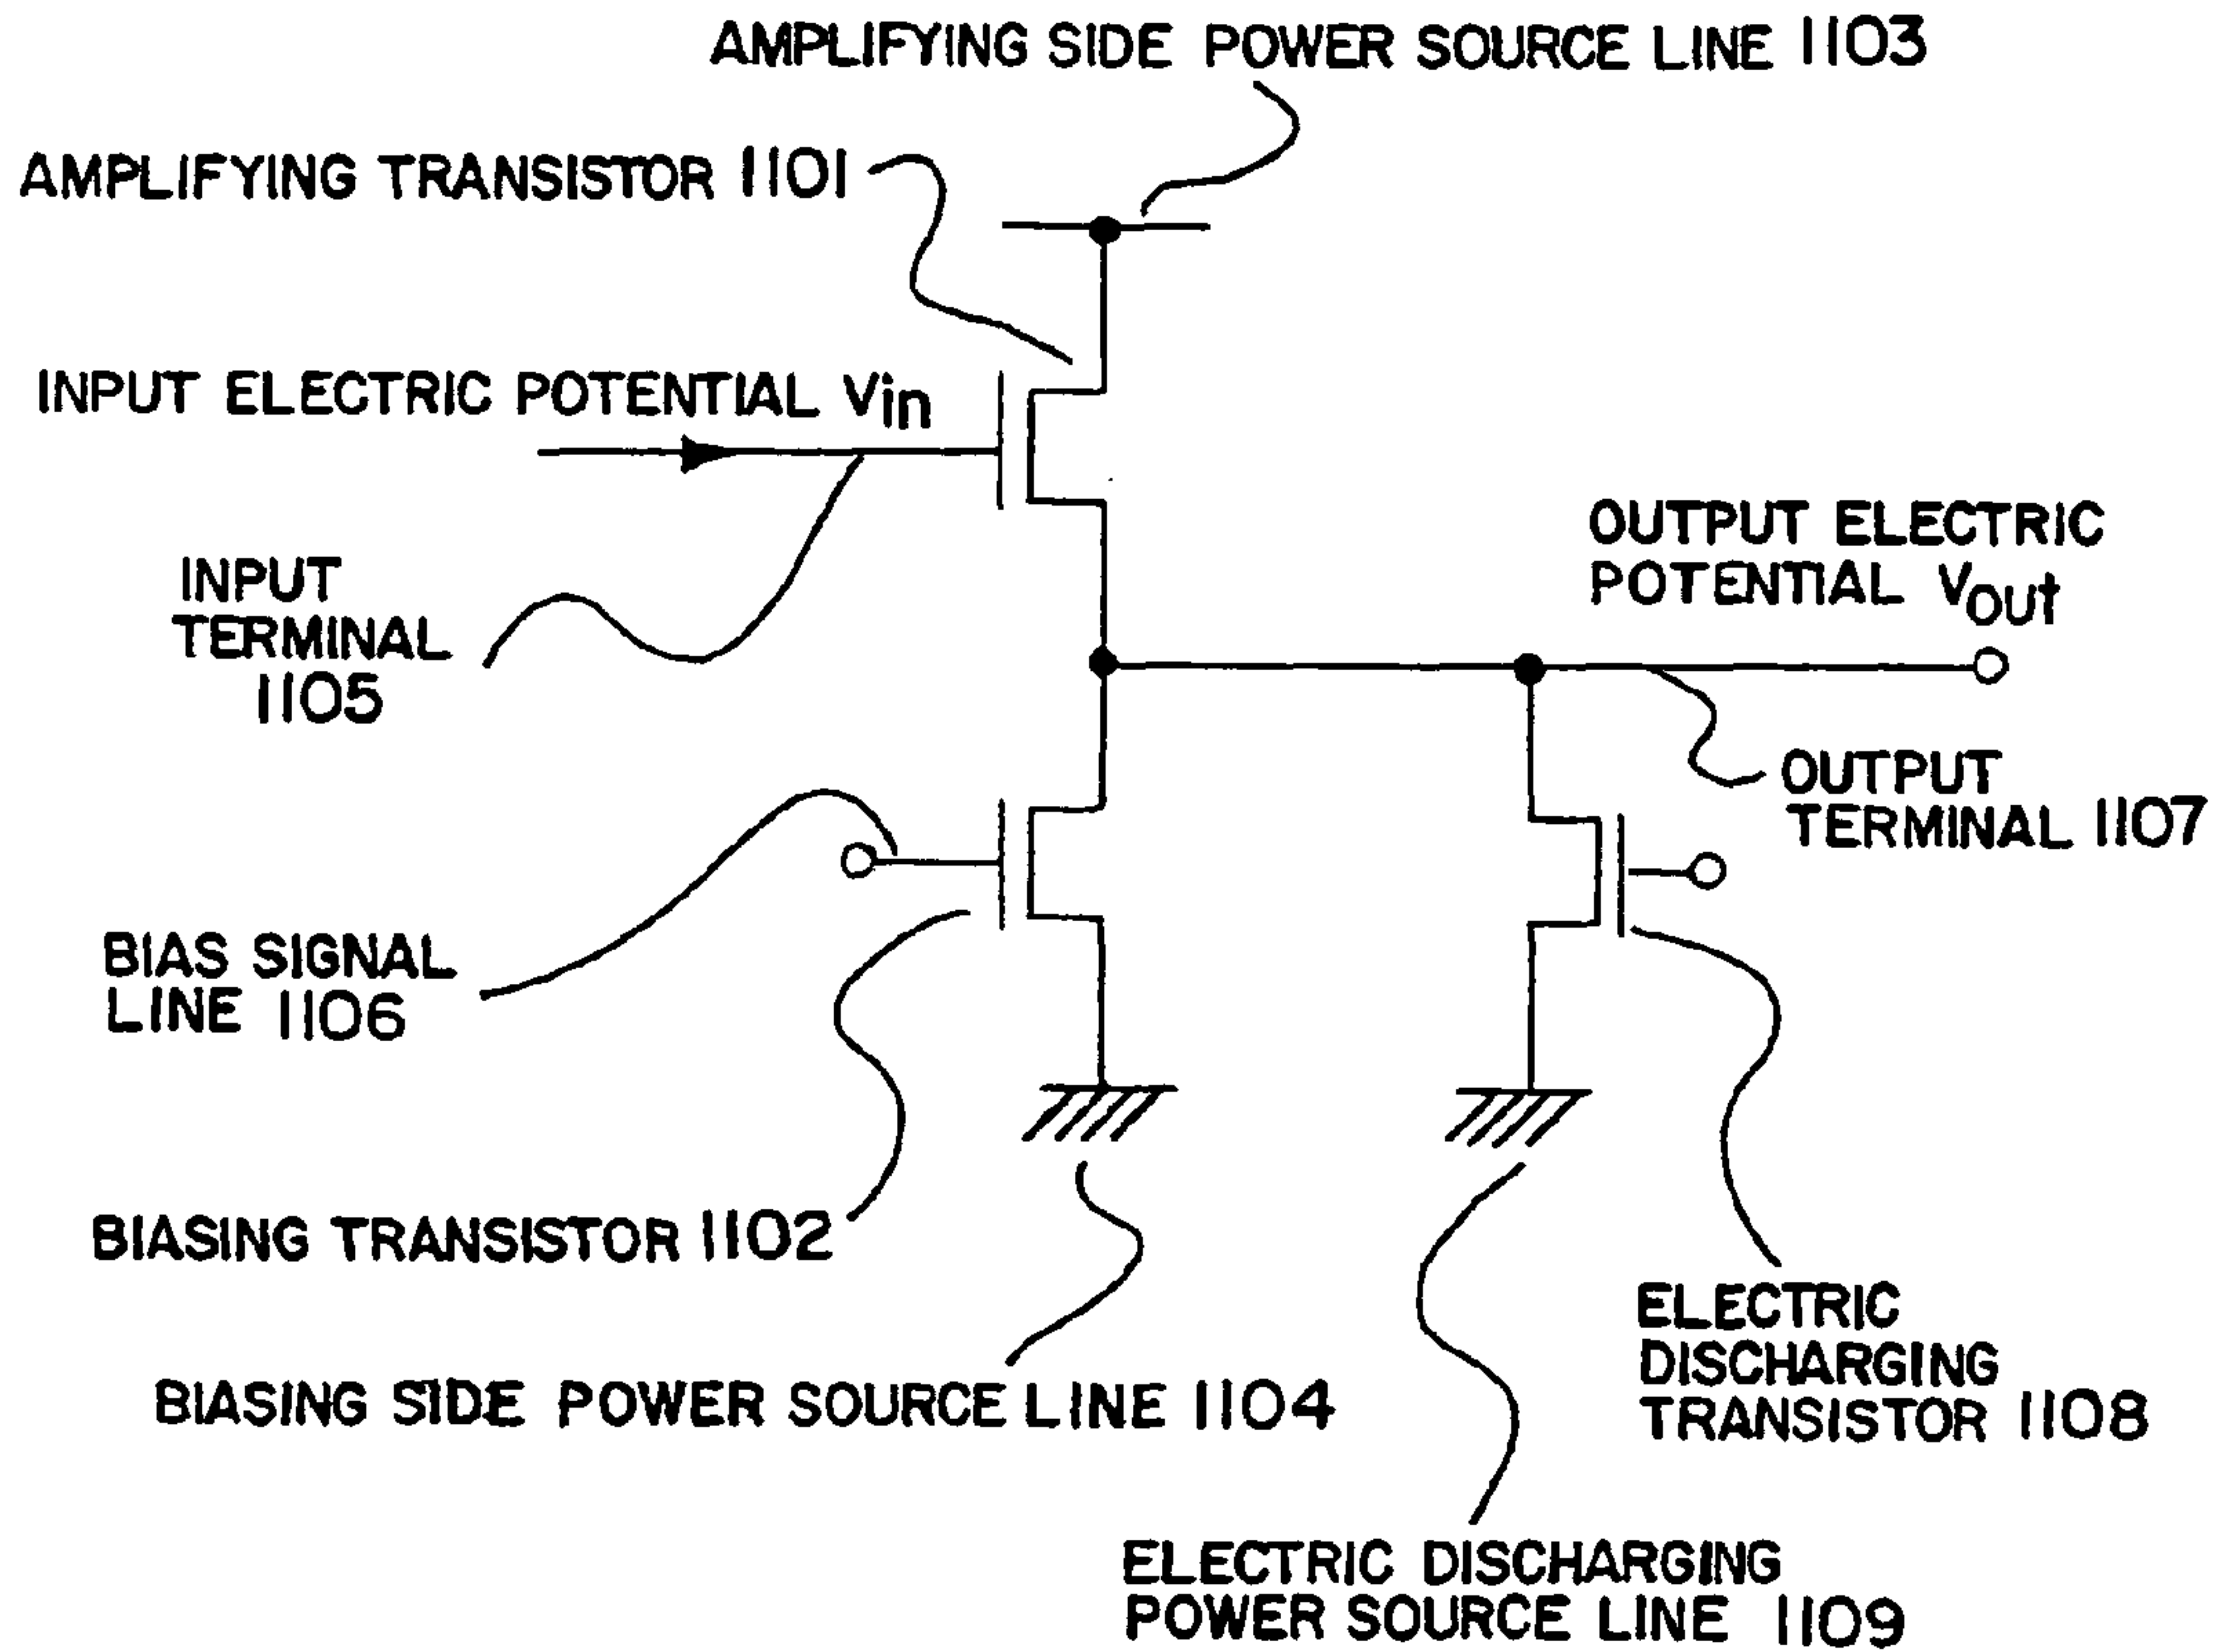 AMPLIFYING SIDE POWER SOURCE LINE 1103
AMPLIFYING TRANSISTOR 1101
INPUT ELECTRIC POTENTIAL Vin
OUTPUT ELECTRIC
POTENTIAL Vout
INPUT
TERMINAL
1105
OUTPUT
TERMINAL 1107
BIAS SIGNAL
LINE 1106
BIASING TRANSISTOR 1102
ELECTRIC
DISCHARGING
TRANSISTOR 1108
BIASING SIDE POWER SOURCE LINE 1104
ELECTRIC DISCHARGING
POWER SOURCE LINE 1109